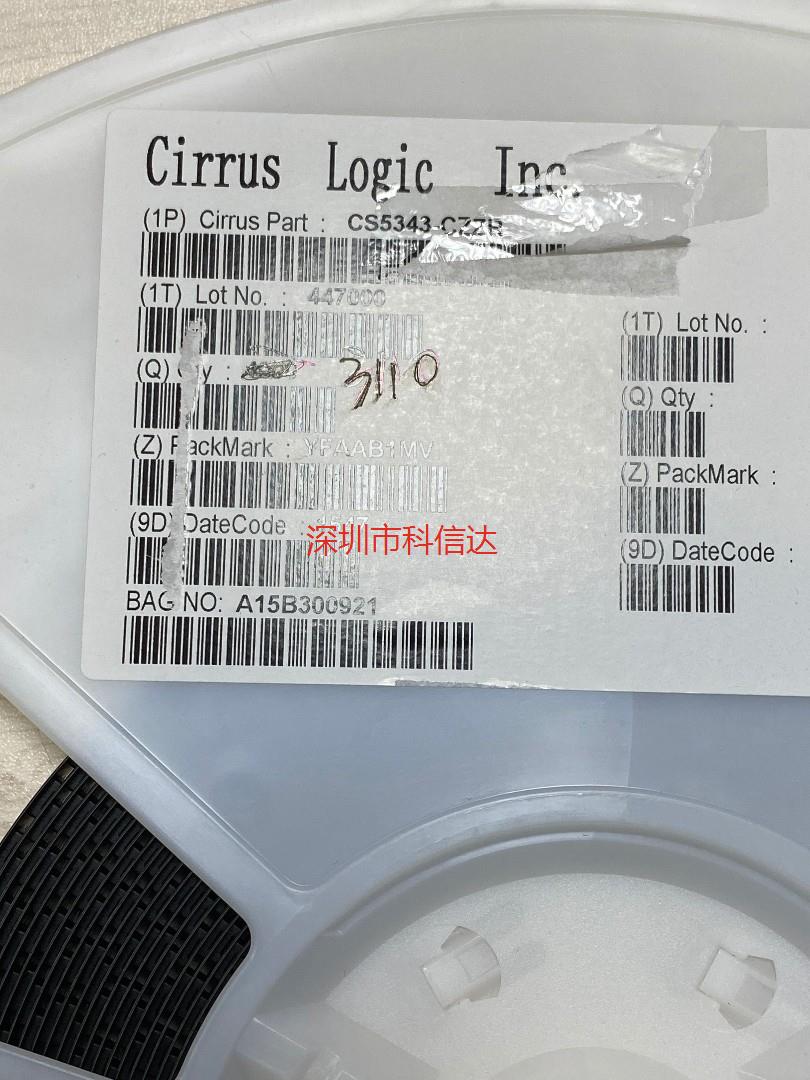 Cirrus Logic Inc.
(1P) Cirrus Part : CS5343-CZZR
(1T) Lot No. : 447000
(1T) Lot No. :
(Q) Qty : 3110
(Q) Qty :
(Z) PackMark : YFAAB1MV
(Z) PackMark :
(9D) DateCode :
深圳市科信达
(9D) DateCode :
BAG NO: A15B300921